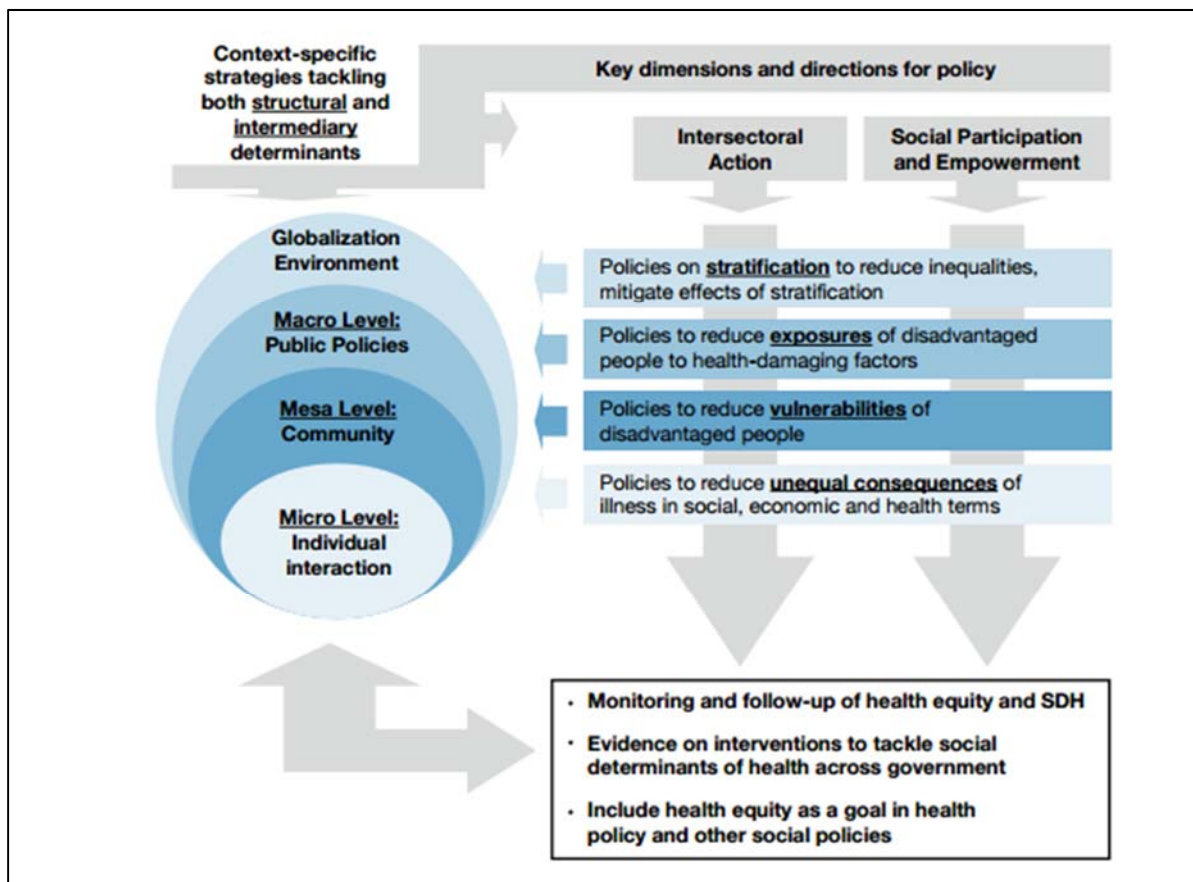 Context-specific
strategies tackling
both structural and
intermediary
determinants
Key dimensions and directions for policy
Intersectoral
Action
Social Participation
and Empowerment
Globalization
Environment
Macro Level:
Public Policies
Mesa Level:
Community
Micro Level:
Individual
interaction
Policies on stratification to reduce inequalities,
mitigate effects of stratification
Policies to reduce exposures of disadvantaged
people to health-damaging factors
Policies to reduce vulnerabilities of
disadvantaged people
Policies to reduce unequal consequences of
illness in social, economic and health terms
· Monitoring and follow-up of health equity and SDH
· Evidence on interventions to tackle social
determinants of health across government
· Include health equity as a goal in health
policy and other social policies